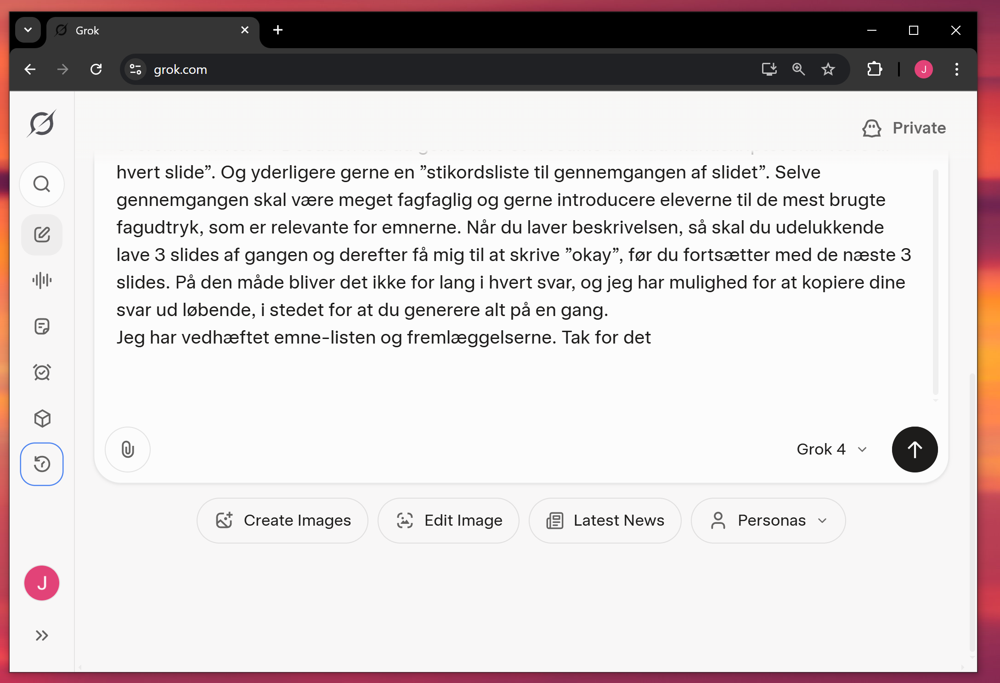 Grok
grok.com
J
Private
hvert slide”. Og yderligere gerne en ”stikordsliste til gennemgangen af slidet”. Selve
gennemgangen skal være meget fagfaglig og gerne introducere eleverne til de mest brugte
fagudtryk, som er relevante for emnerne. Når du laver beskrivelsen, så skal du udelukkende
lave 3 slides af gangen og derefter få mig til at skrive ”okay”, før du fortsætter med de næste 3
slides. På den måde bliver det ikke for lang i hvert svar, og jeg har mulighed for at kopiere dine
svar ud løbende, i stedet for at du generere alt på en gang.
Jeg har vedhæftet emne-listen og fremlæggelserne. Tak for det
Grok 4
Create Images
Edit Image
Latest News
Personas
J